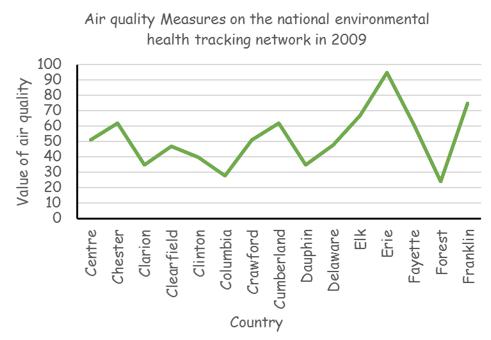 Air quality Measures on the national environmental
health tracking network in 2009
Value of air quality
100
90
80
70
60
50
40
30
20
10
0
Centre
Chester
Clarion
Clearfield
Clinton
Columbia
Crawford
Cumberland
Dauphin
Delaware
Elk
Erie
Fayette
Forest
Franklin
Country